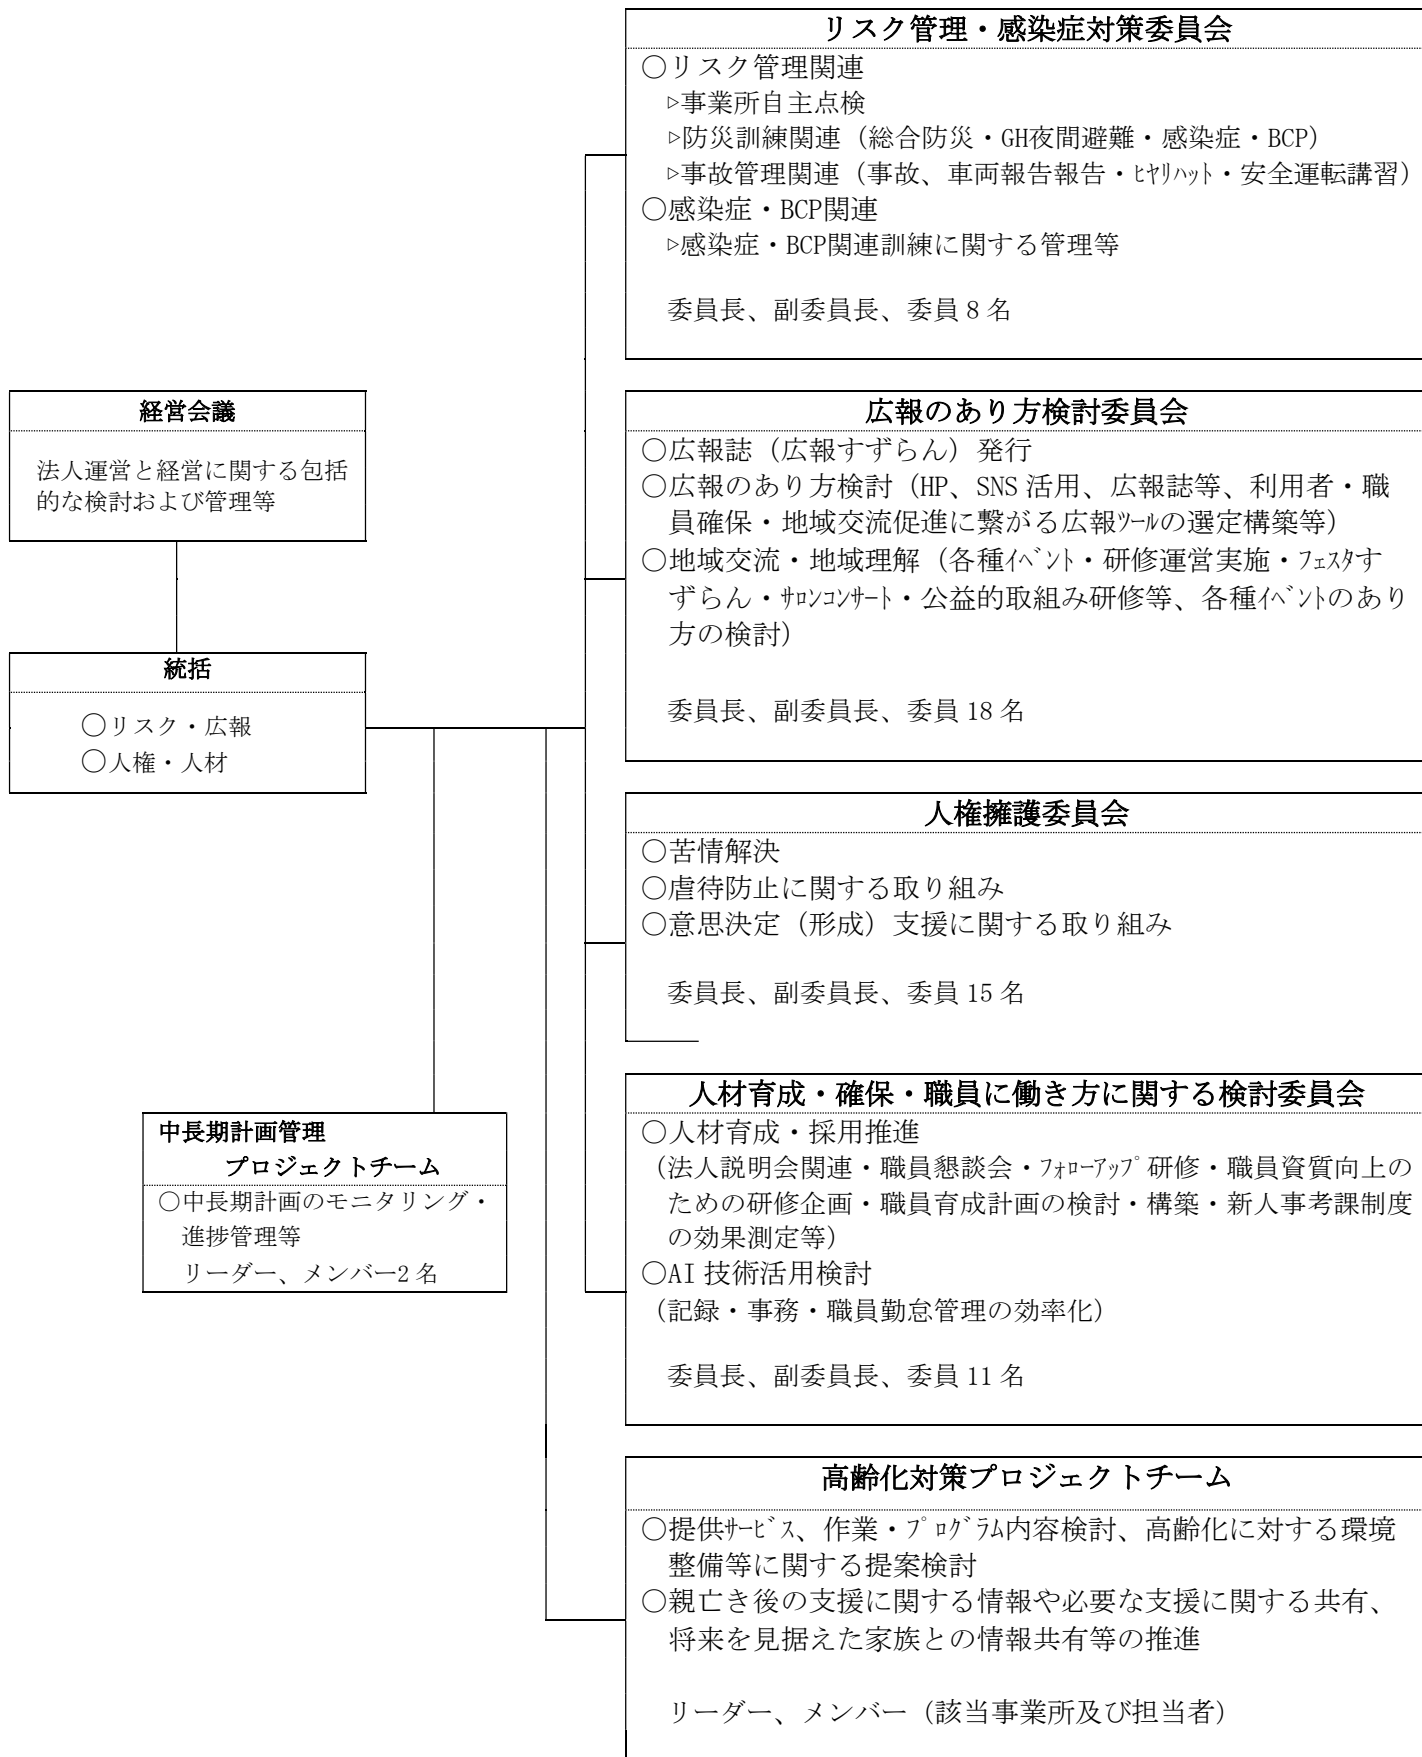 リスク管理・感染症対策委員会
○リスク管理関連
▷事業所自主点検
▷防災訓練関連（総合防災・GH夜間避難・感染症・BCP）
▷事故管理関連（事故、車両報告報告・ﾋﾔﾘﾊｯﾄ・安全運転講習）
○感染症・BCP関連
▷感染症・BCP関連訓練に関する管理等
委員長、副委員長、委員 8 名
経営会議
法人運営と経営に関する包括
的な検討および管理等
統括
○リスク・広報
○人権・人材
広報のあり方検討委員会
○広報誌（広報すずらん）発行
○広報のあり方検討（HP、SNS 活用、広報誌等、利用者・職
員確保・地域交流促進に繋がる広報ﾂｰﾙの選定構築等）
○地域交流・地域理解（各種ｲﾍﾞﾝﾄ・研修運営実施・ﾌｪｽﾀす
ずらん・ｻﾛﾝｺﾝｻｰﾄ・公益的取組み研修等、各種ｲﾍﾞﾝﾄのあり
方の検討）
委員長、副委員長、委員 18 名
人権擁護委員会
○苦情解決
○虐待防止に関する取り組み
○意思決定（形成）支援に関する取り組み
委員長、副委員長、委員 15 名
中長期計画管理
プロジェクトチーム
○中長期計画のモニタリング・
進捗管理等
リーダー、メンバー2 名
人材育成・確保・職員に働き方に関する検討委員会
○人材育成・採用推進
（法人説明会関連・職員懇談会・ﾌｫﾛｰｱｯﾌﾟ研修・職員資質向上の
ための研修企画・職員育成計画の検討・構築・新人事考課制度
の効果測定等）
○AI 技術活用検討
（記録・事務・職員勤怠管理の効率化）
委員長、副委員長、委員 11 名
高齢化対策プロジェクトチーム
○提供ｻｰﾋﾞｽ、作業・ﾌﾟﾛｸﾞﾗﾑ内容検討、高齢化に対する環境
整備等に関する提案検討
○親亡き後の支援に関する情報や必要な支援に関する共有、
将来を見据えた家族との情報共有等の推進
リーダー、メンバー（該当事業所及び担当者）